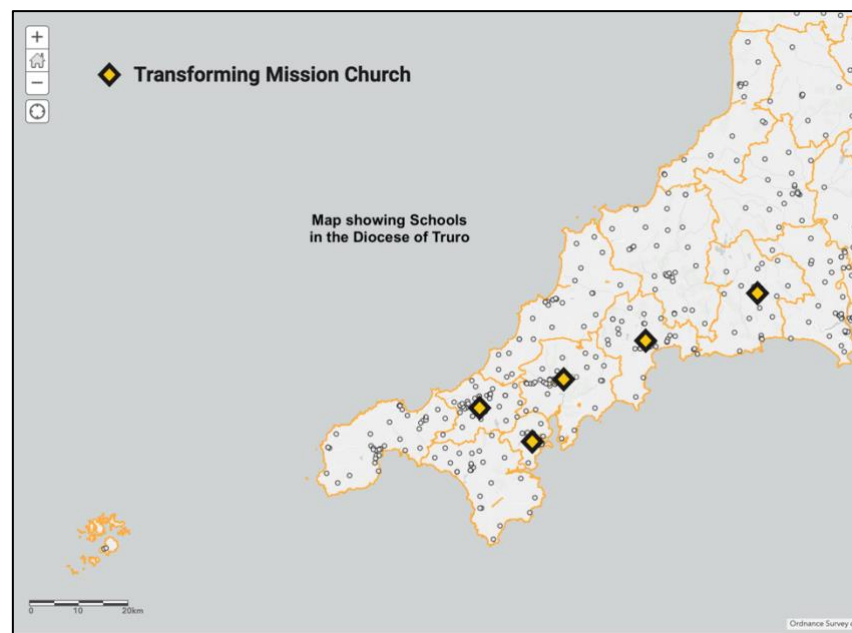 +
−
Transforming Mission Church
Map showing Schools
in the Diocese of Truro
0 10 20km
Ordnance Survey